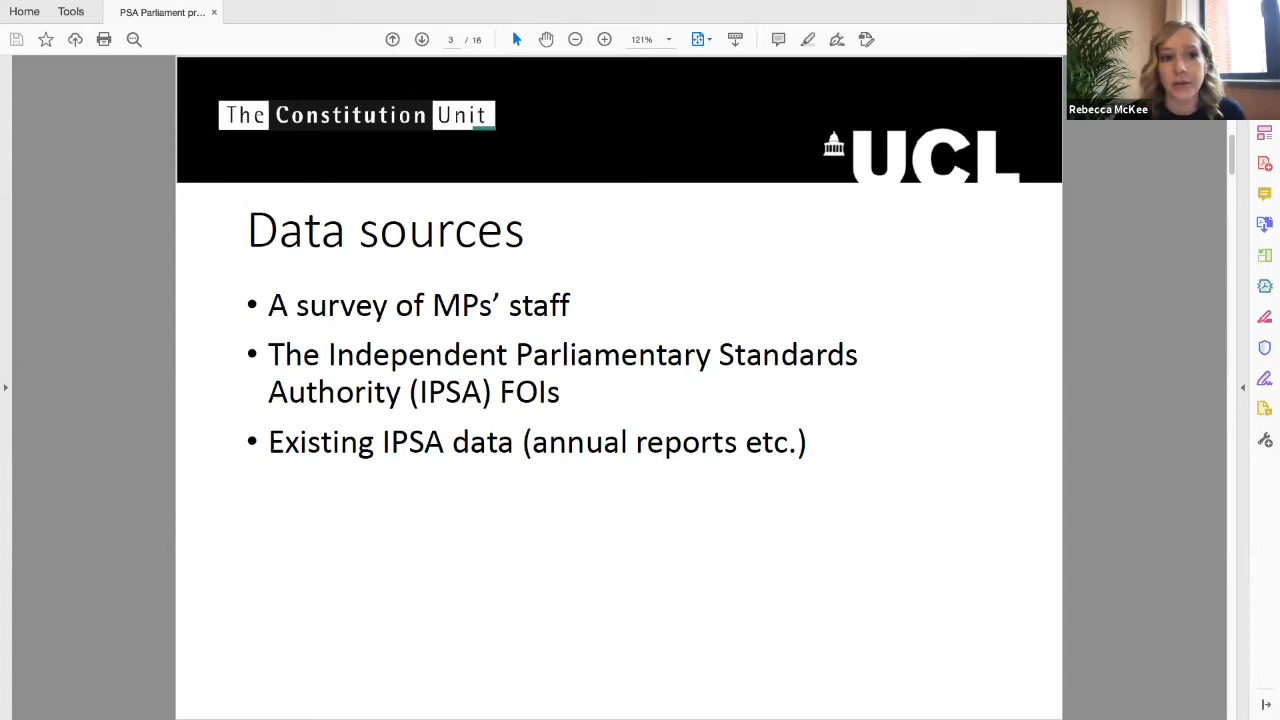 Home
Tools
PSA Parliament pr... ×
3 / 16
121%
Rebecca McKee
The Constitution Unit
UCL
Data sources
• A survey of MPs’ staff
• The Independent Parliamentary Standards
Authority (IPSA) FOIs
• Existing IPSA data (annual reports etc.)